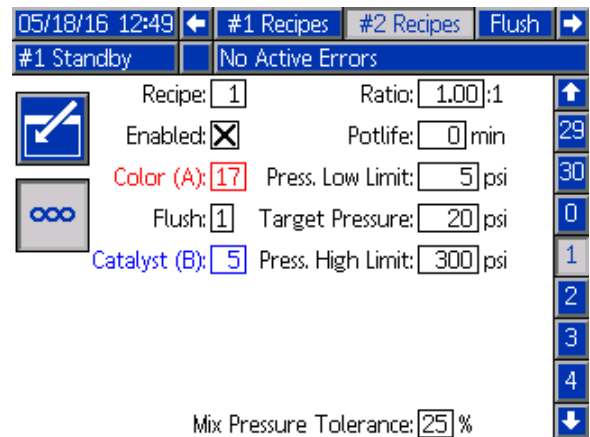 05/18/16 12:49 #1 Recipes #2 Recipes Flush
#1 Standby No Active Errors
Recipe: 1 Ratio: 1.00 :1
Enabled: Potlife: 0 min
Color (A): 17 Press. Low Limit: 5 psi
Flush: 1 Target Pressure: 20 psi
Catalyst (B): 5 Press. High Limit: 300 psi
Mix Pressure Tolerance: 25 %
29
30
0
1
2
3
4